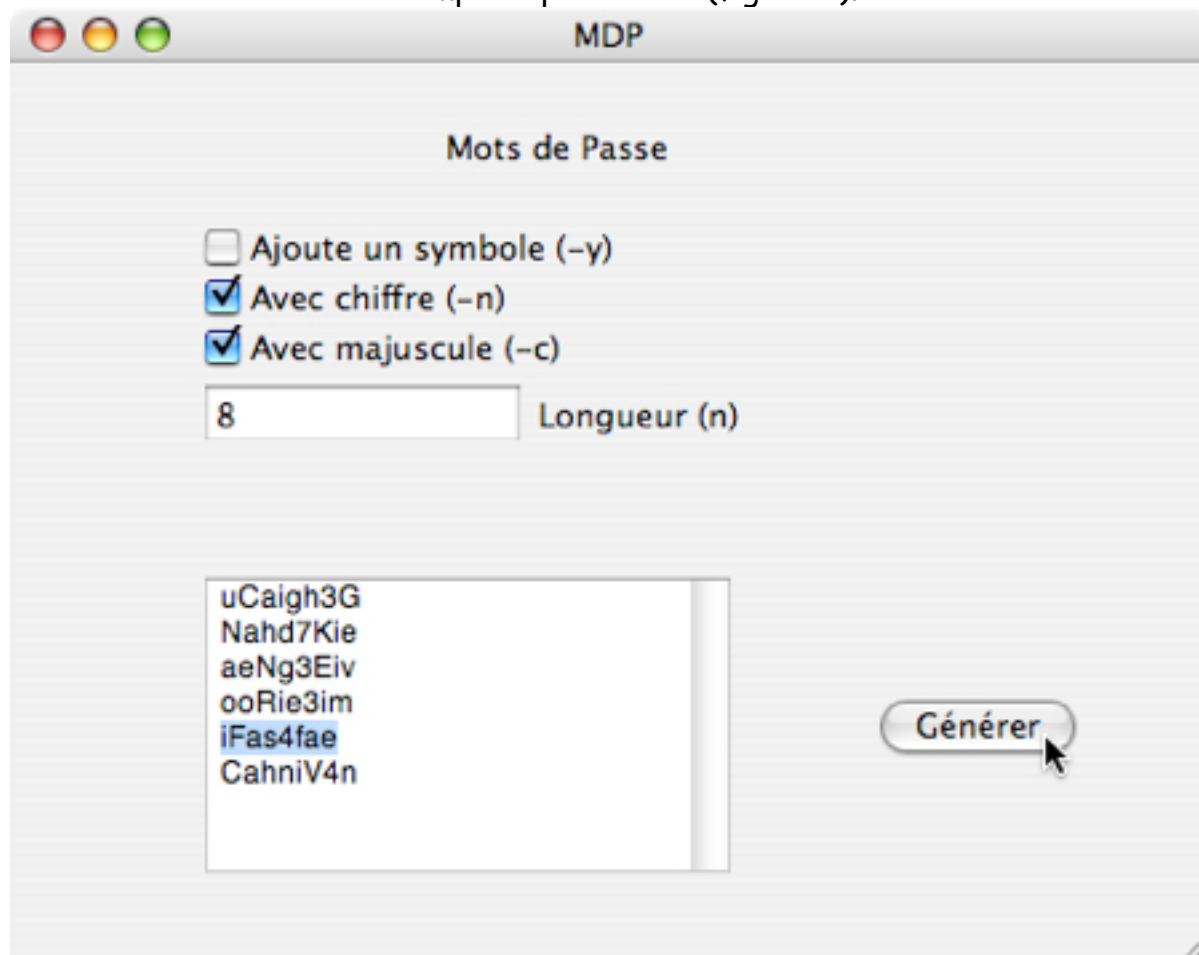 MDP
Mots de Passe
Ajoute un symbole (-y)
Avec chiffre (-n)
Avec majuscule (-c)
8 Longueur (n)
uCaigh3G
Nahd7Kie
aeNg3Eiv
ooRie3im
iFas4fae
CahniV4n
Générer